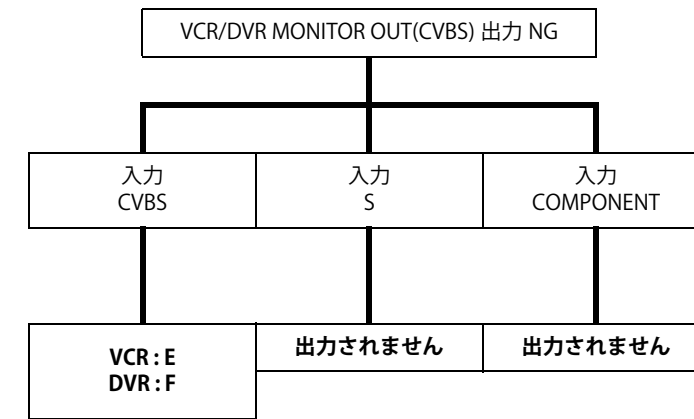 VCR/DVR MONITOR OUT(CVBS) 出力 NG
入力
CVBS
入力
S
入力
COMPONENT
VCR : E
DVR : F
出力されません
出力されません